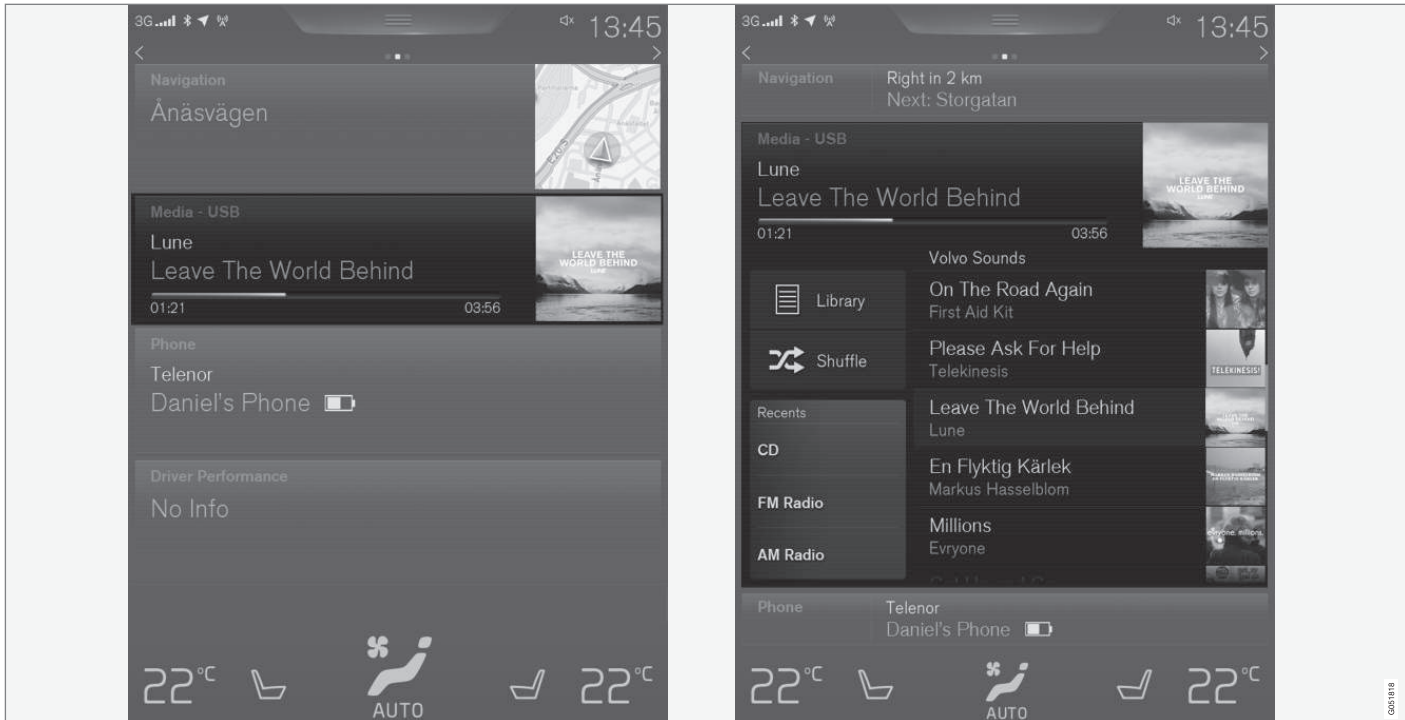 3G
13:45
Navigation
Ånäsvägen
Media - USB
Lune
Leave The World Behind
01:21 03:56
LEAVE THE
WORLD BEHIND
LUNE
Phone
Telenor
Daniel's Phone
Driver Performance
No Info
22°C
AUTO
22°C
3G
13:45
Navigation
Right in 2 km
Next: Storgatan
Media - USB
Lune
Leave The World Behind
01:21 03:56
LEAVE THE
WORLD BEHIND
LUNE
Library
Shuffle
Recents
CD
FM Radio
AM Radio
Volvo Sounds
On The Road Again
First Aid Kit
Please Ask For Help
Telekinesis
TELEKINESIS!
Leave The World Behind
Lune
En Flyktig Kärlek
Markus Hasselblom
Millions
Evryone
evryone. millions.
Phone
Telenor
Daniel's Phone
22°C
AUTO
22°C
G051818